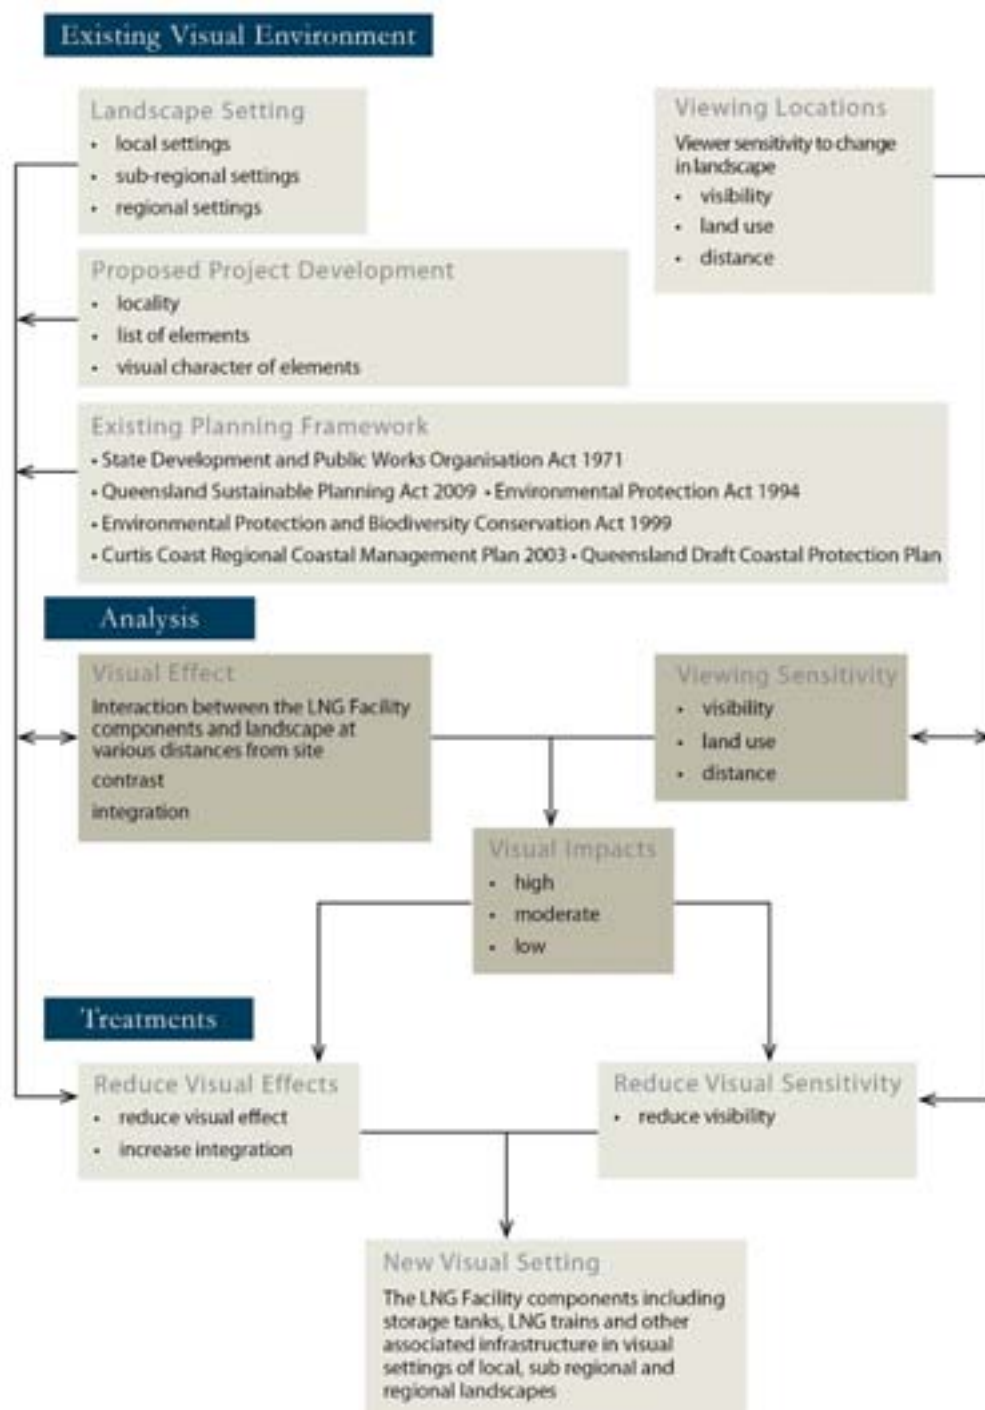 Existing Visual Environment
Landscape Setting
• local settings
• sub-regional settings
• regional settings
Viewing Locations
Viewer sensitivity to change
in landscape
• visibility
• land use
• distance
Proposed Project Development
• locality
• list of elements
• visual character of elements
Existing Planning Framework
• State Development and Public Works Organisation Act 1971
• Queensland Sustainable Planning Act 2009 • Environmental Protection Act 1994
• Environmental Protection and Biodiversity Conservation Act 1999
• Curtis Coast Regional Coastal Management Plan 2003 • Queensland Draft Coastal Protection Plan
Analysis
Visual Effect
Interaction between the LNG Facility
components and landscape at
various distances from site
contrast
integration
Viewing Sensitivity
• visibility
• land use
• distance
Visual Impacts
• high
• moderate
• low
Treatments
Reduce Visual Effects
• reduce visual effect
• increase integration
Reduce Visual Sensitivity
• reduce visibility
New Visual Setting
The LNG Facility components including
storage tanks, LNG trains and other
associated infrastructure in visual
settings of local, sub regional and
regional landscapes